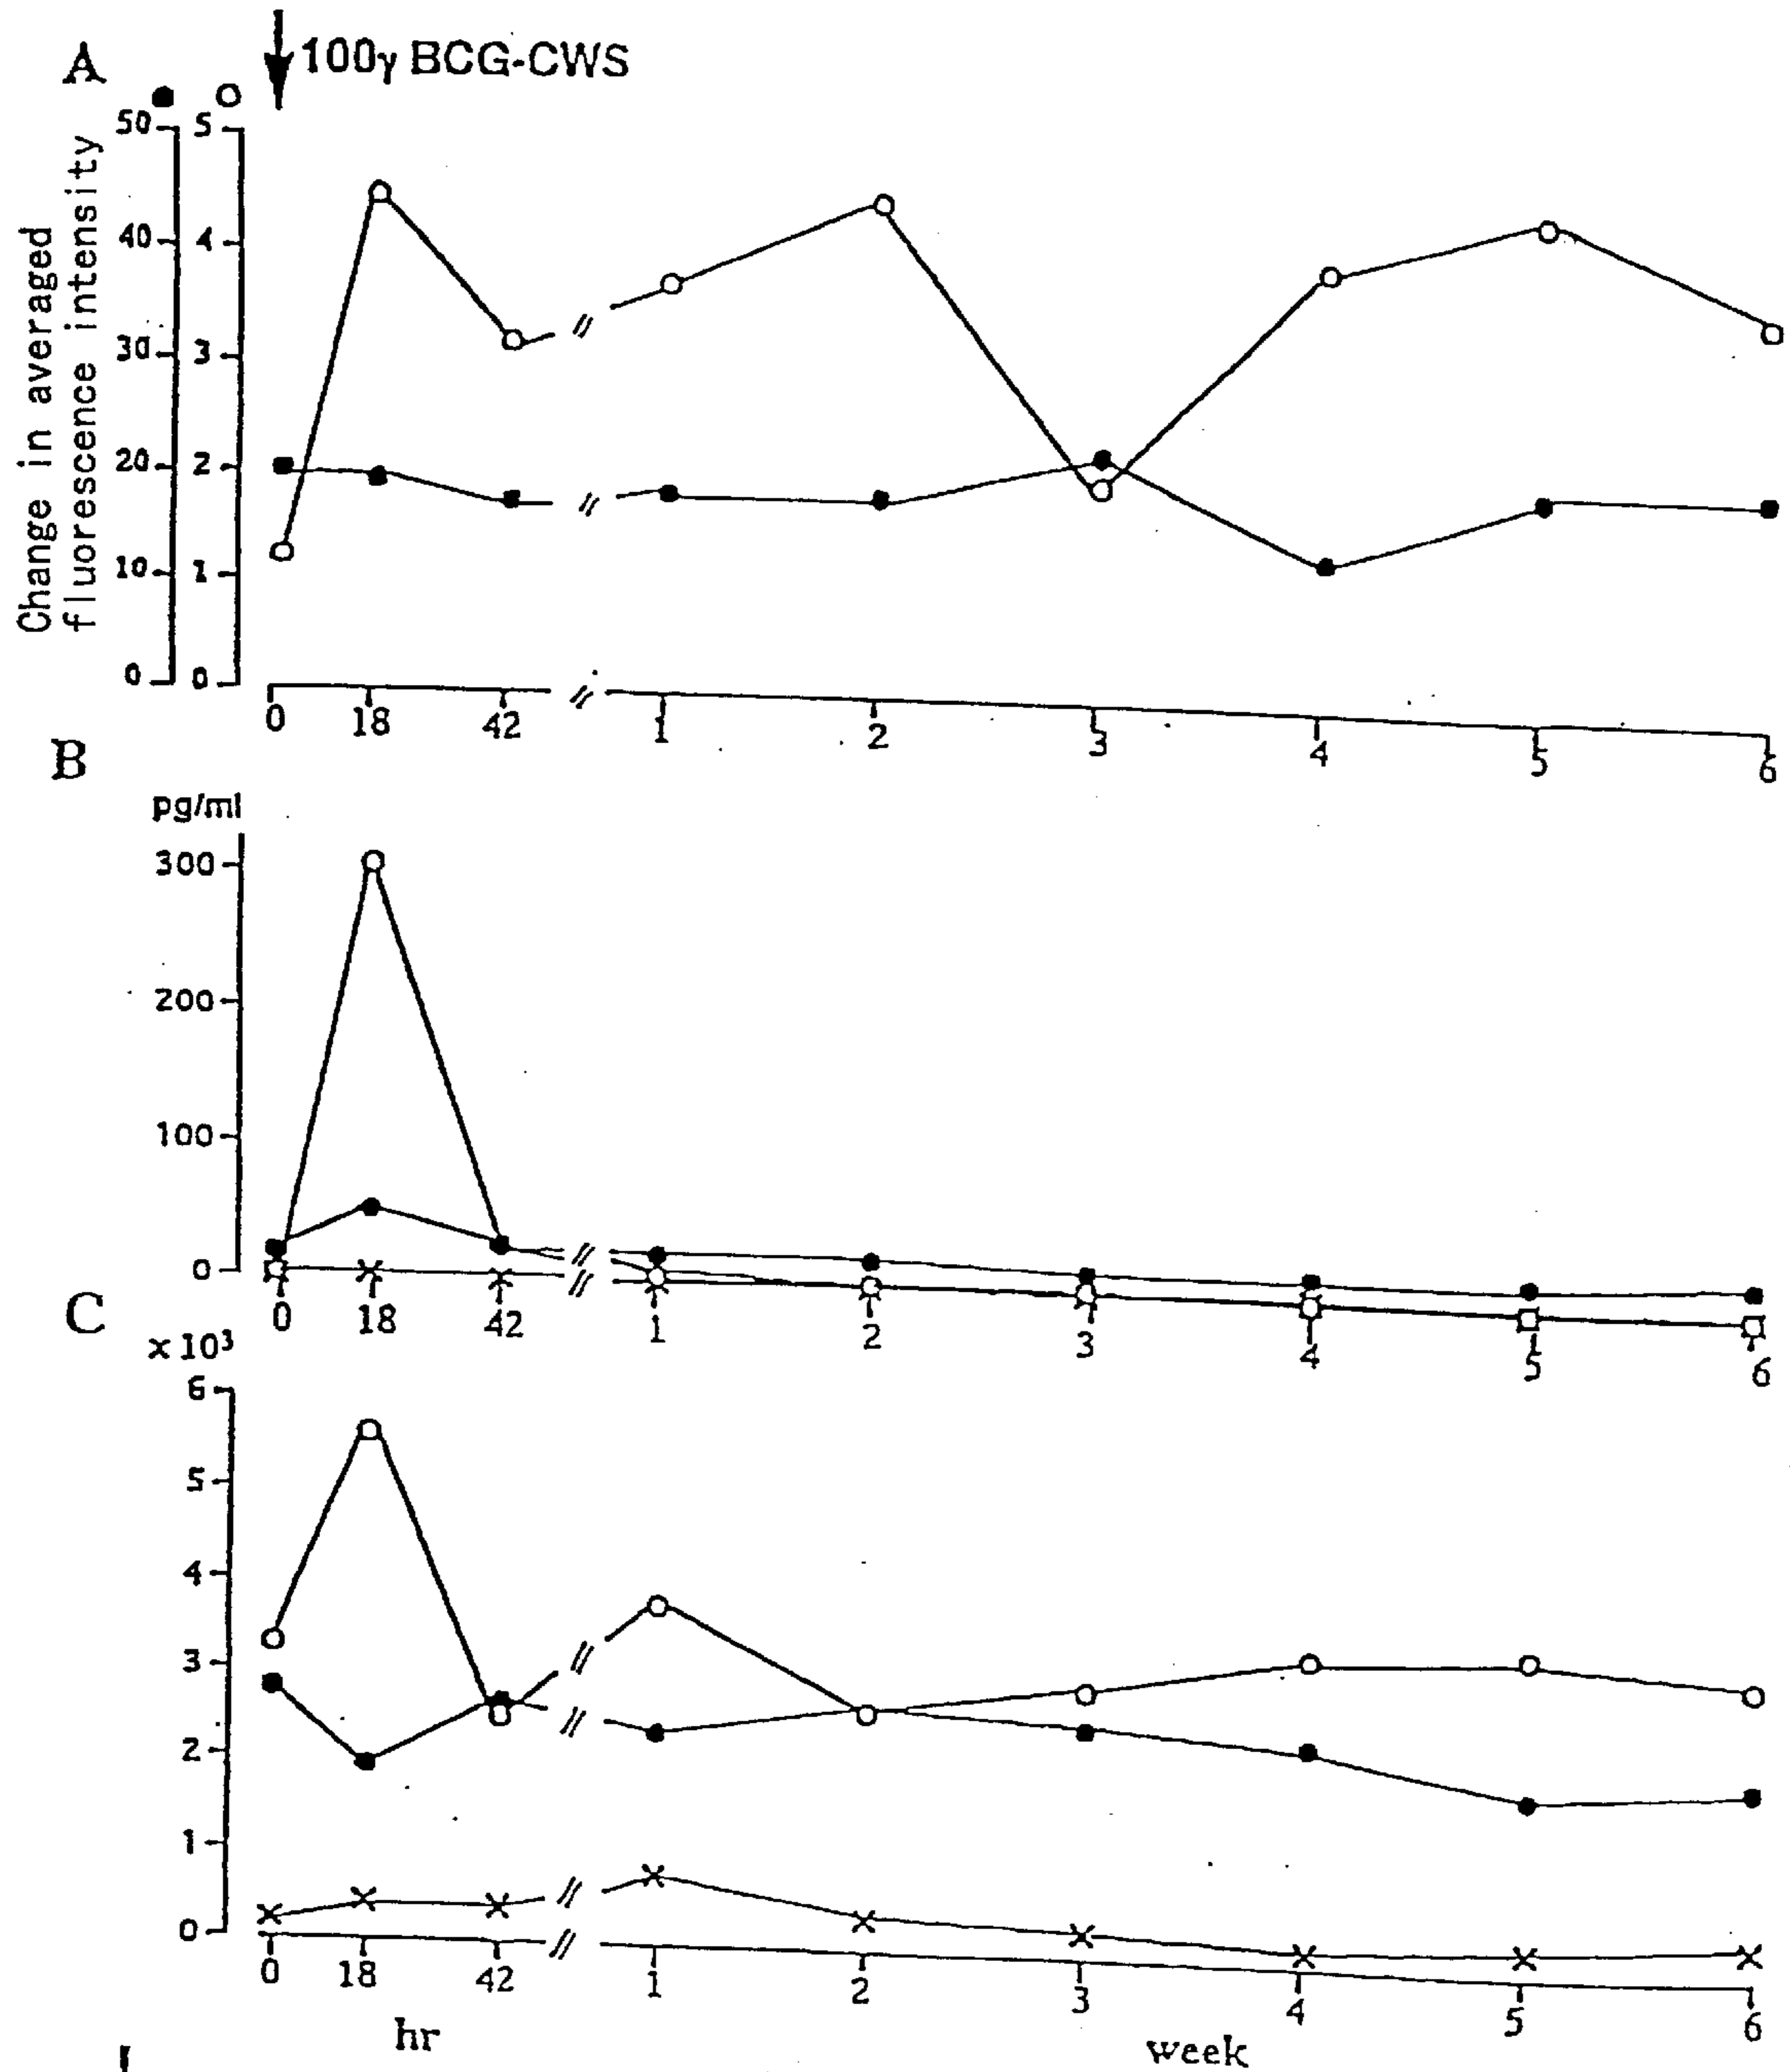 A
100γ BCG-CWS
● ○
Change in averaged
fluorescence intensity
50 5
40 4
30 3
20 2
10 1
0 0
0 18 42 // 1 2 3 4 5 6
B
pg/ml
300
200
100
0
0 18 42 // 1 2 3 4 5 6
C
x 10³
6
5
4
3
2
1
0
0 18 42 // 1 2 3 4 5 6
hr week